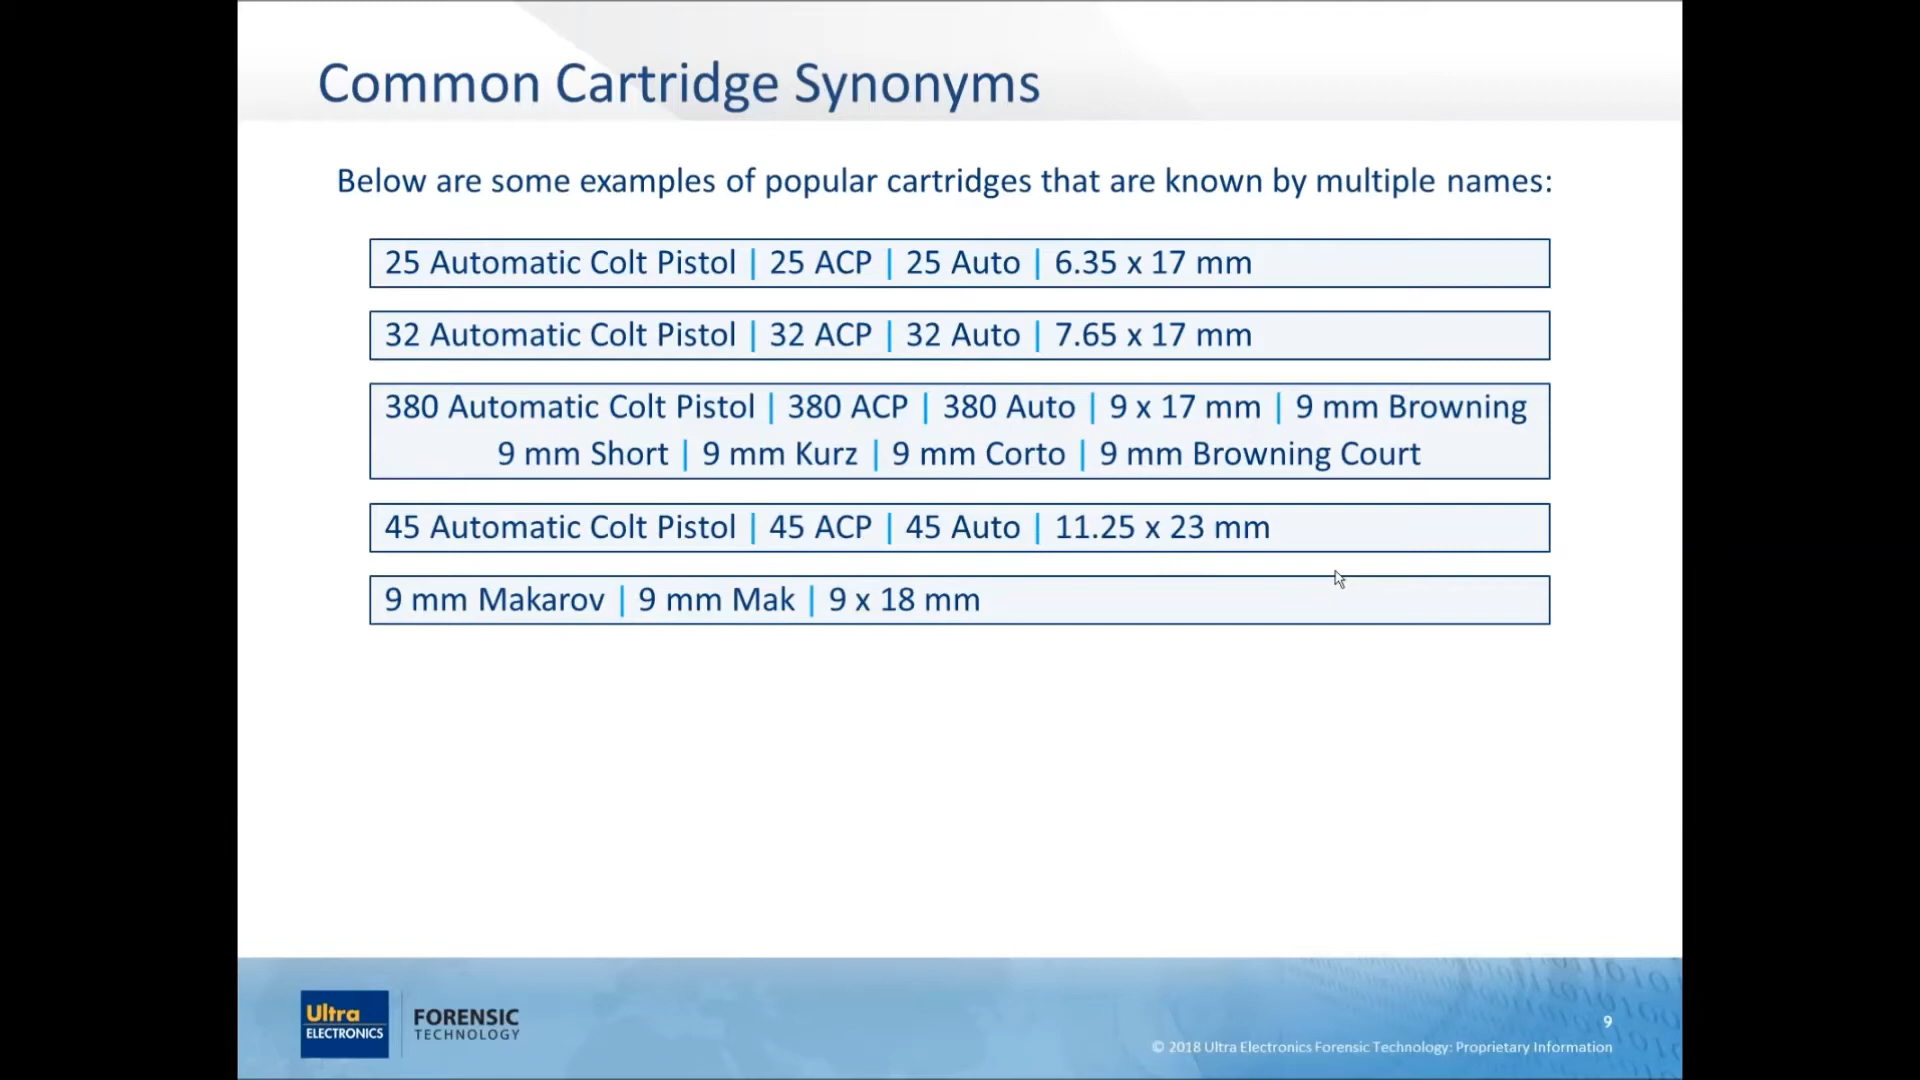 Common Cartridge Synonyms
Below are some examples of popular cartridges that are known by multiple names:
25 Automatic Colt Pistol | 25 ACP | 25 Auto | 6.35 x 17 mm
32 Automatic Colt Pistol | 32 ACP | 32 Auto | 7.65 x 17 mm
380 Automatic Colt Pistol | 380 ACP | 380 Auto | 9 x 17 mm | 9 mm Browning
9 mm Short | 9 mm Kurz | 9 mm Corto | 9 mm Browning Court
45 Automatic Colt Pistol | 45 ACP | 45 Auto | 11.25 x 23 mm
9 mm Makarov | 9 mm Mak | 9 x 18 mm
Ultra
ELECTRONICS
FORENSIC
TECHNOLOGY
9
© 2018 Ultra Electronics Forensic Technology: Proprietary Information